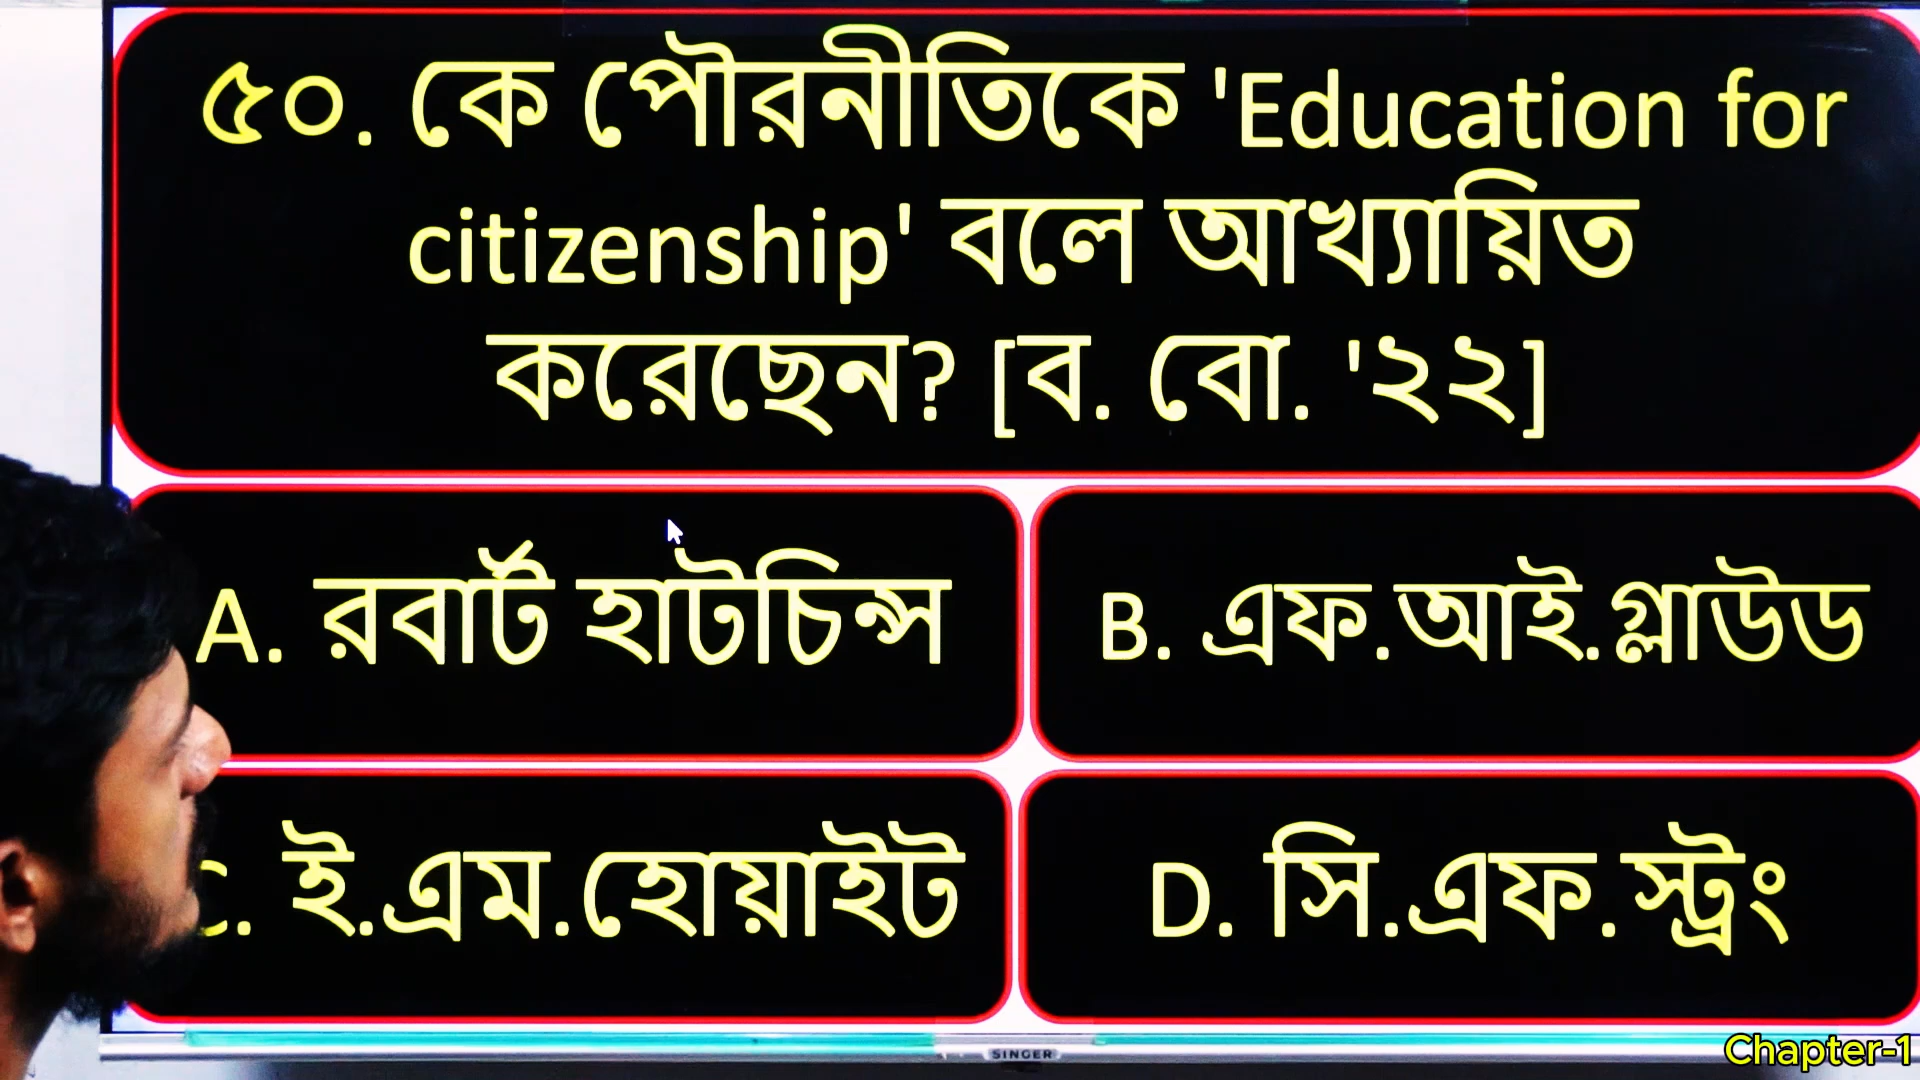 ৫০. কে পৌরনীতিকে 'Education for
citizenship' বলে আখ্যায়িত
করেছেন? [ব. বো. '২২]
A. রবার্ট হাটচিন্স
B. এফ.আই.গ্লাউড
C. ই.এম.হোয়াইট
D. সি.এফ.স্ট্রং
SINGER
Chapter-1